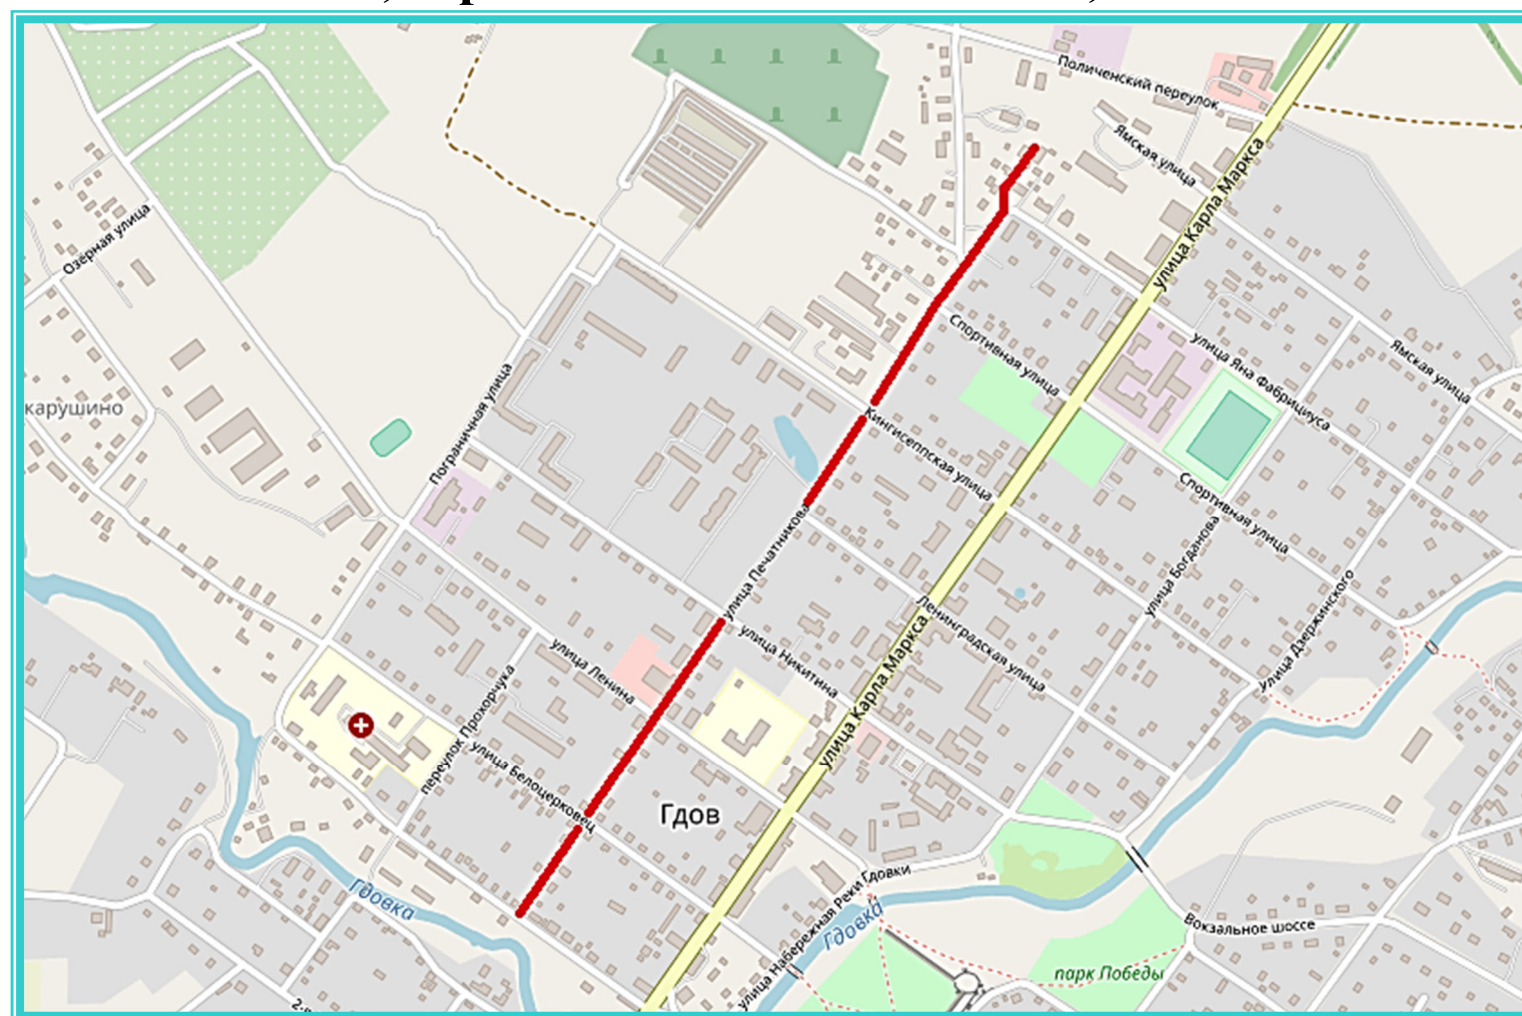 Поличенский переулок
Ямская улица
улица Карла Маркса
Озёрная улица
Спортивная улица
улица Яна Фабрициуса
Ямская улица
карушино
Пограничная улица
Кингисеппская улица
Спортивная улица
улица Печатникова
улица Богданова
улица Дзержинского
Ленинградская улица
улица Никитина
улица Ленина
улица Карла Маркса
переулок Прохорчука
улица Белоцерковец
Гдов
Гдовка
улица Набережная Реки Гдовки
Гдовка
Вокзальное шоссе
парк Победы